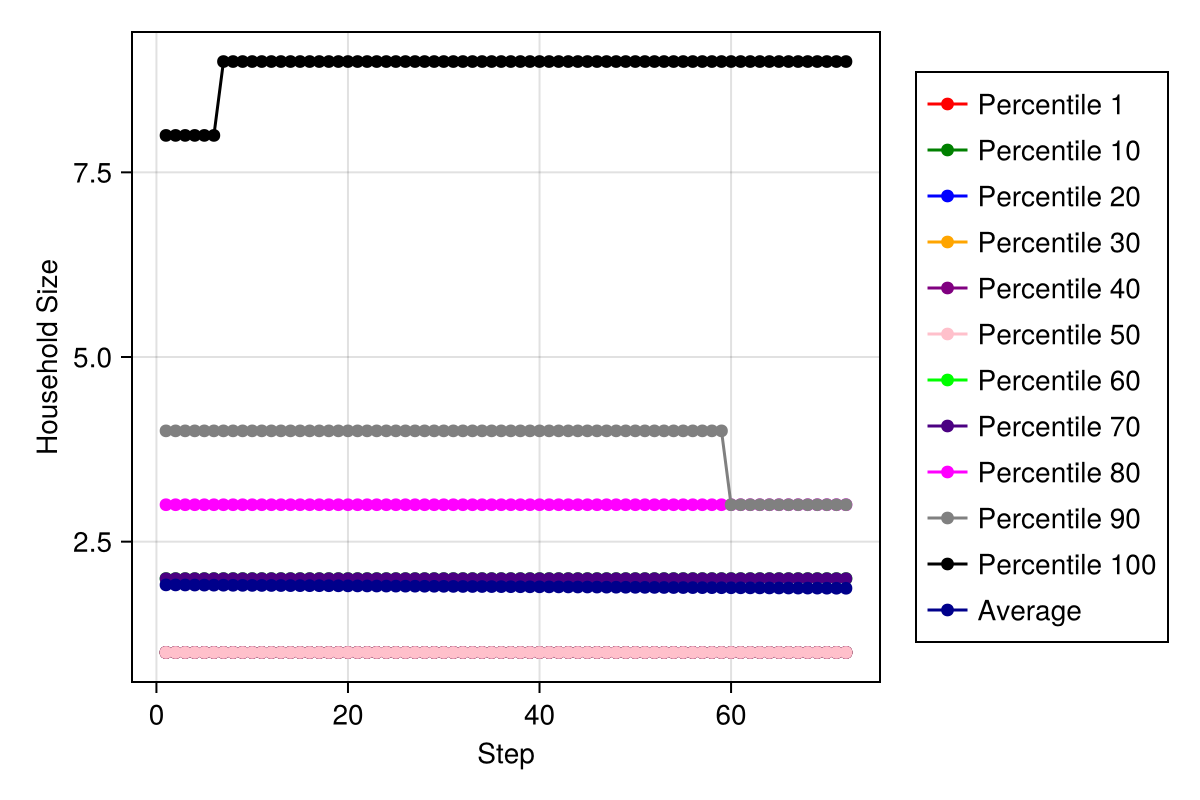 7.5
5.0
2.5
Household Size
0
20
40
60
Step
Percentile 1
Percentile 10
Percentile 20
Percentile 30
Percentile 40
Percentile 50
Percentile 60
Percentile 70
Percentile 80
Percentile 90
Percentile 100
Average